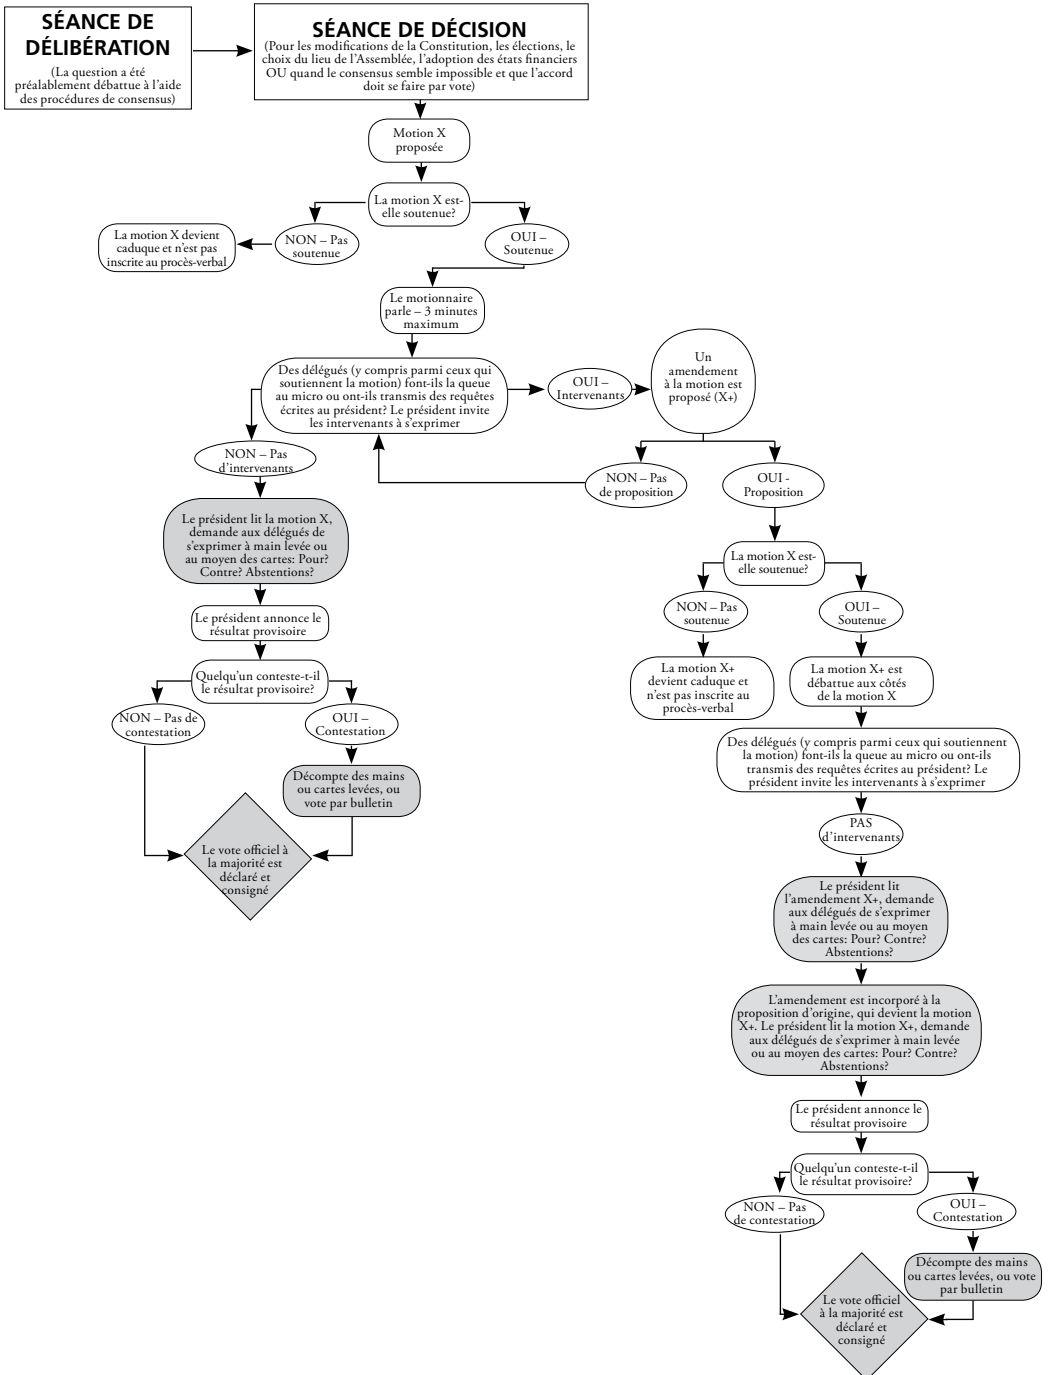 SÉANCE DE
DÉLIBÉRATION
(La question a été
préalablement débattue à l'aide
des procédures de consensus)
SÉANCE DE DÉCISION
(Pour les modifications de la Constitution, les élections, le
choix du lieu de l'Assemblée, l'adoption des états financiers
OU quand le consensus semble impossible et que l'accord
doit se faire par vote)
Motion X
proposée
La motion X est-
elle soutenue?
NON – Pas
soutenue
La motion X devient
caduque et n'est pas
inscrite au procès-verbal
OUI –
Soutenue
Le motionnaire
parle – 3 minutes
maximum
Des délégués (y compris parmi ceux qui
soutiennent la motion) font-ils la queue
au micro ou ont-ils transmis des requêtes
écrites au président? Le président invite
les intervenants à s'exprimer
OUI –
Intervenants
Un
amendement
à la motion est
proposé (X+)
NON – Pas
d'intervenants
NON – Pas
de proposition
OUI -
Proposition
Le président lit la motion X,
demande aux délégués de
s'exprimer à main levée ou
au moyen des cartes: Pour?
Contre? Abstentions?
Le président annonce le
résultat provisoire
Quelqu'un conteste-t-il
le résultat provisoire?
NON – Pas de
contestation
OUI –
Contestation
Décompte des mains
ou cartes levées, ou
vote par bulletin
Le vote officiel à
la majorité est
déclaré et
consigné
La motion X est-
elle soutenue?
NON – Pas
soutenue
OUI –
Soutenue
La motion X+
devient caduque et
n'est pas inscrite au
procès-verbal
La motion X+ est
débattue aux côtés
de la motion X
Des délégués (y compris parmi ceux qui soutiennent
la motion) font-ils la queue au micro ou ont-ils
transmis des requêtes écrites au président? Le
président invite les intervenants à s'exprimer
PAS
d'intervenants
Le président lit
l'amendement X+, demande
aux délégués de s'exprimer
à main levée ou au moyen
des cartes: Pour? Contre?
Abstentions?
L'amendement est incorporé à la
proposition d'origine, qui devient la motion
X+. Le président lit la motion X+, demande
aux délégués de s'exprimer à main levée
ou au moyen des cartes: Pour? Contre?
Abstentions?
Le président annonce le
résultat provisoire
Quelqu'un conteste-t-il
le résultat provisoire?
NON – Pas
de contestation
OUI –
Contestation
Décompte des mains
ou cartes levées, ou vote
par bulletin
Le vote officiel
à la majorité est
déclaré et
consigné